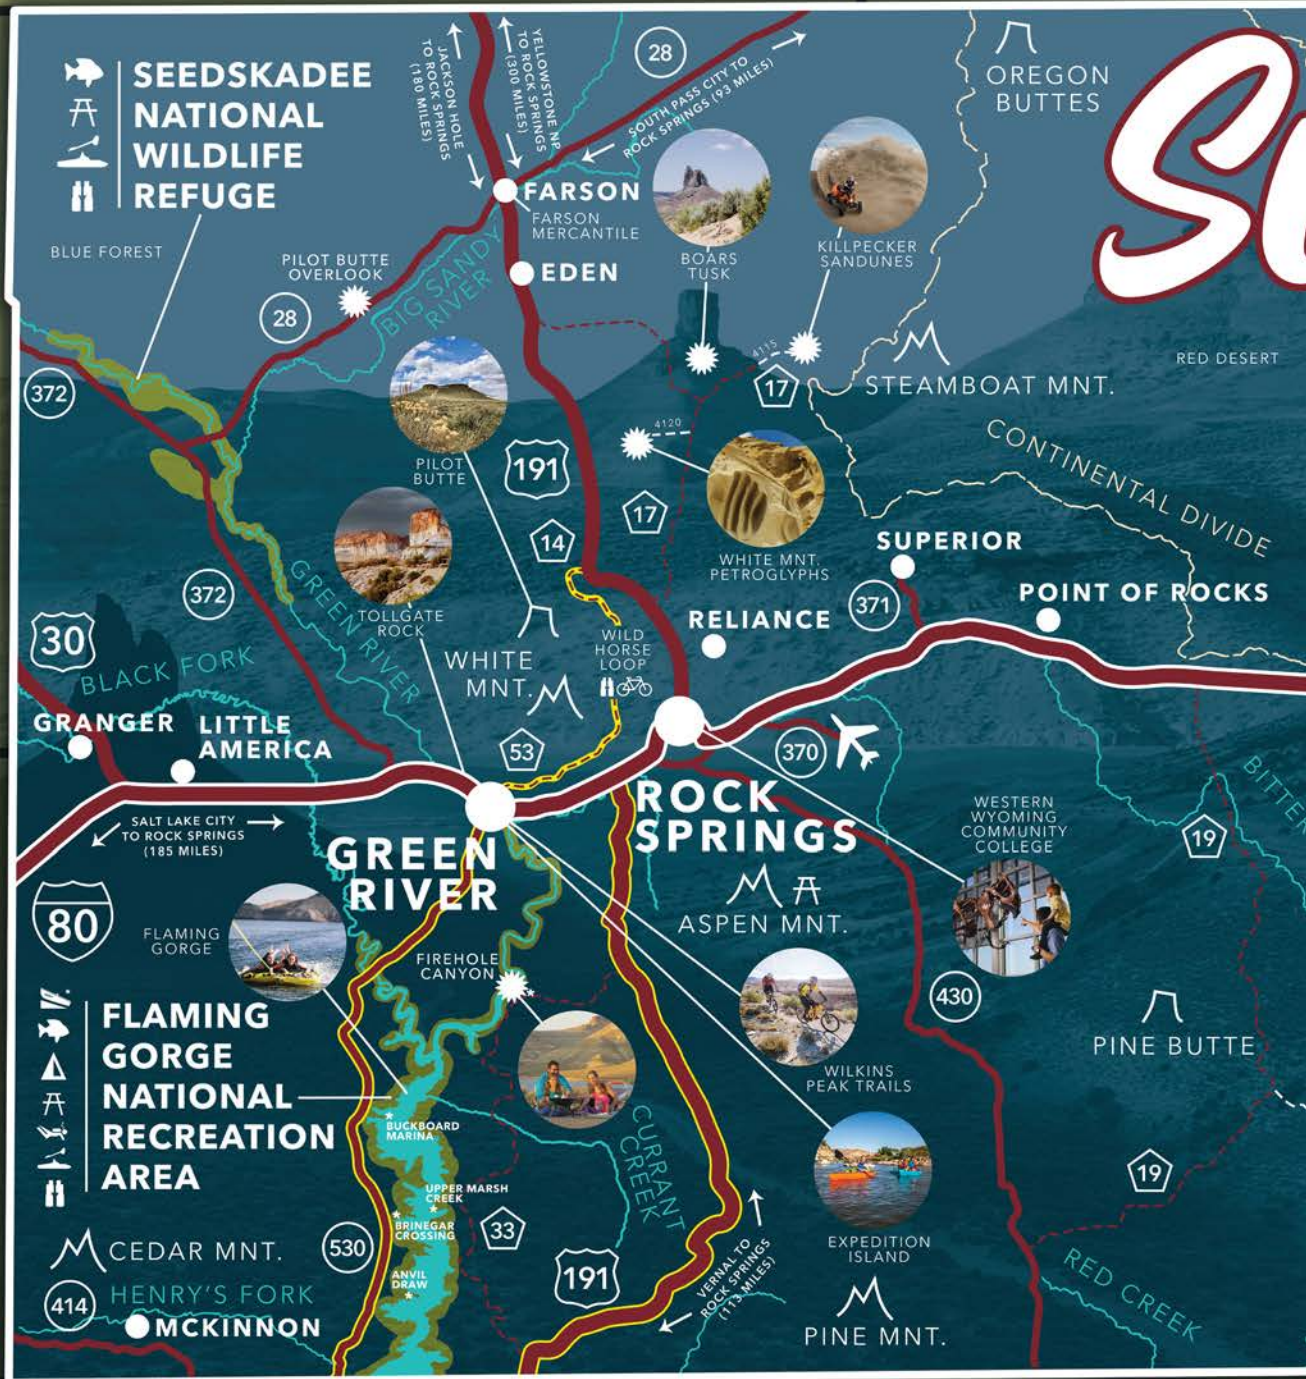 SEEDSKADEE
NATIONAL
WILDLIFE
REFUGE
BLUE FOREST
JACKSON HOLE
TO ROCK SPRINGS
(180 MILES)
YELLOWSTONE NP
TO ROCK SPRINGS
(300 MILES)
28
SOUTH PASS CITY TO
ROCK SPRINGS (93 MILES)
OREGON
BUTTES
FARSON
FARSON
MERCANTILE
EDEN
PILOT BUTTE
OVERLOOK
28
BIG SANDY
RIVER
BOARS
TUSK
KILLPECKER
SANDUNES
4115
17
STEAMBOAT MNT.
RED DESERT
372
PILOT
BUTTE
191
4120
17
14
WHITE MNT.
PETROGLYPHS
CONTINENTAL DIVIDE
SUPERIOR
371
POINT OF ROCKS
372
GREEN RIVER
TOLLGATE
ROCK
WHITE
MNT.
WILD
HORSE
LOOP
RELIANCE
30
BLACK FORK
GRANGER
LITTLE
AMERICA
53
370
ROCK
SPRINGS
SALT LAKE CITY
TO ROCK SPRINGS
(185 MILES)
GREEN
RIVER
80
WESTERN
WYOMING
COMMUNITY
COLLEGE
19
BITTER
ASPEN MNT.
FLAMING
GORGE
FIREHOLE
CANYON
430
PINE BUTTE
FLAMING
GORGE
NATIONAL
RECREATION
AREA
WILKINS
PEAK TRAILS
BUCKBOARD
MARINA
CURRANT
CREEK
UPPER MARSH
CREEK
BRINEGAR
CROSSING
33
ANVIL
DRAW
19
EXPEDITION
ISLAND
CEDAR MNT.
530
191
VERNAL TO
ROCK SPRINGS
(113 MILES)
414
HENRY'S FORK
MCKINNON
PINE MNT.
RED CREEK